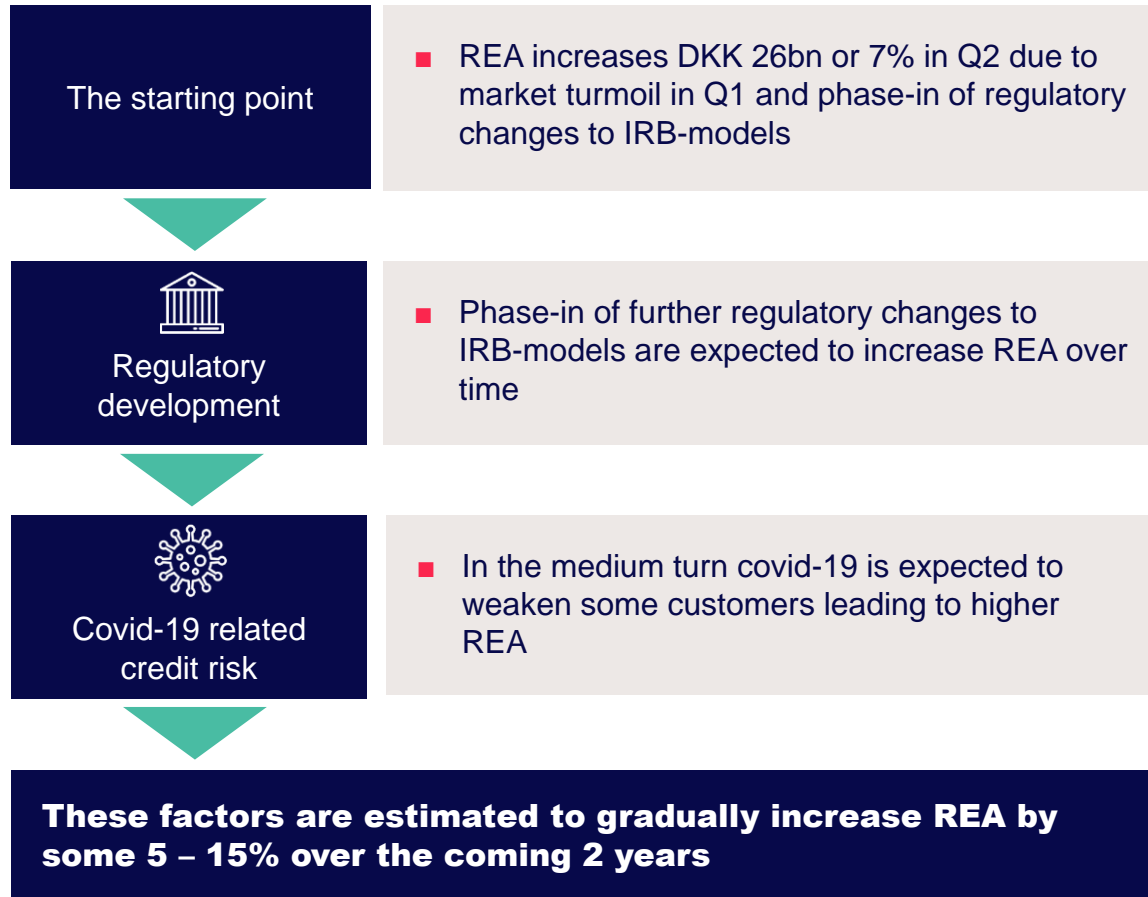 The starting point
■ REA increases DKK 26bn or 7% in Q2 due to
market turmoil in Q1 and phase-in of regulatory
changes to IRB-models
Regulatory
development
■ Phase-in of further regulatory changes to
IRB-models are expected to increase REA over
time
Covid-19 related
credit risk
■ In the medium turn covid-19 is expected to
weaken some customers leading to higher
REA
These factors are estimated to gradually increase REA by
some 5 – 15% over the coming 2 years